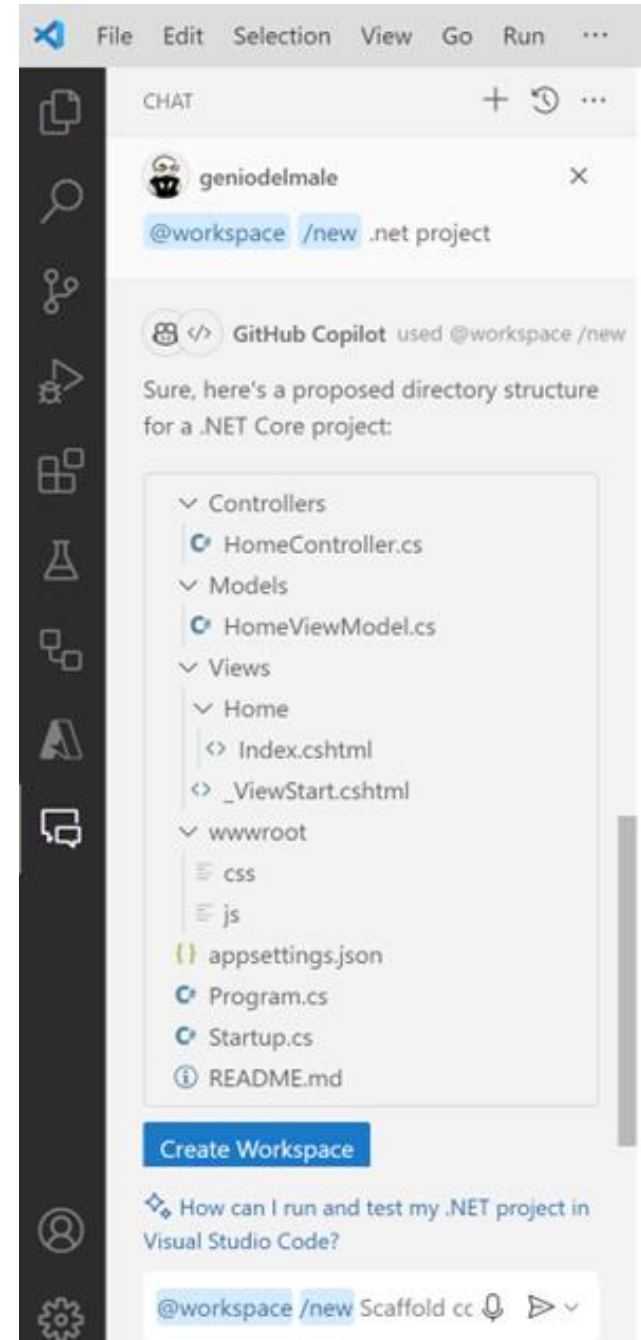 File Edit Selection View Go Run ...
CHAT
geniodelmale
@workspace /new .net project
GitHub Copilot used @workspace /new
Sure, here's a proposed directory structure
for a .NET Core project:
Controllers
HomeController.cs
Models
HomeViewModel.cs
Views
Home
Index.cshtml
_ViewStart.cshtml
wwwroot
css
js
appsettings.json
Program.cs
Startup.cs
README.md
Create Workspace
How can I run and test my .NET project in
Visual Studio Code?
@workspace /new Scaffold cc